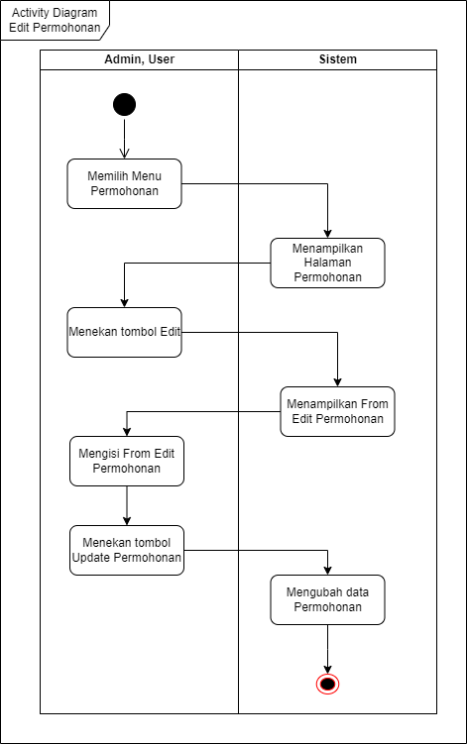 Activity Diagram
Edit Permohonan
Admin, User
Sistem
Memilih Menu
Permohonan
Menampilkan
Halaman
Permohonan
Menekan tombol Edit
Menampilkan From
Edit Permohonan
Mengisi From Edit
Permohonan
Menekan tombol
Update Permohonan
Mengubah data
Permohonan